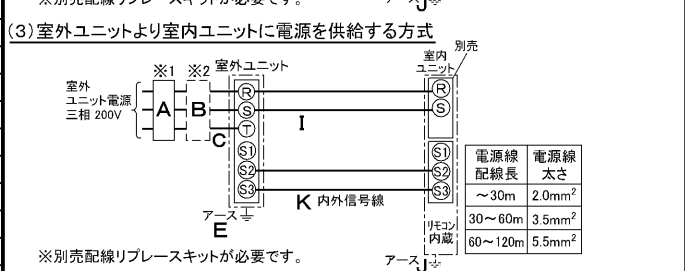 ※別売配線リプレースキットが必要です。
アース J
(3)室外ユニットより室内ユニットに電源を供給する方式
※1 ※2 室外ユニット
室内ユニット
別売
室外
ユニット電源
三相 200V
A B
C
I
R
S
T
S1
S2
S3
R
S
S1
S2
S3
K 内外信号線
アース
E
リモコン
内蔵
アース J
電源線配線長 電源線太さ
～30m 2.0mm²
30～60m 3.5mm²
60～120m 5.5mm²
※別売配線リプレースキットが必要です。